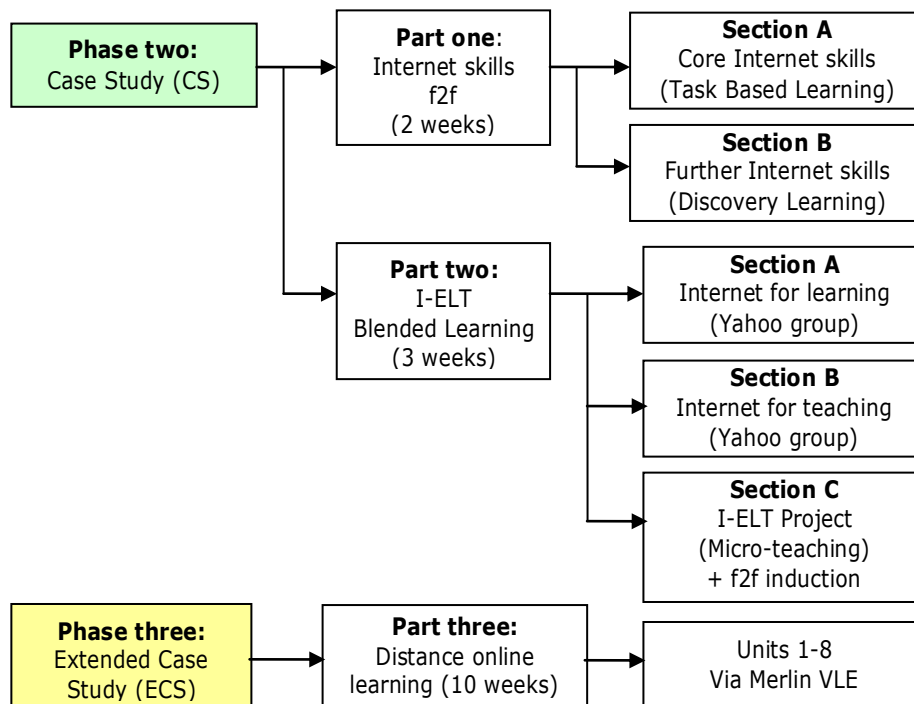 Phase two:
Case Study (CS)
Part one:
Internet skills
f2f
(2 weeks)
Section A
Core Internet skills
(Task Based Learning)
Section B
Further Internet skills
(Discovery Learning)
Part two:
I-ELT
Blended Learning
(3 weeks)
Section A
Internet for learning
(Yahoo group)
Section B
Internet for teaching
(Yahoo group)
Section C
I-ELT Project
(Micro-teaching)
+ f2f induction
Phase three:
Extended Case
Study (ECS)
Part three:
Distance online
learning (10 weeks)
Units 1-8
Via Merlin VLE